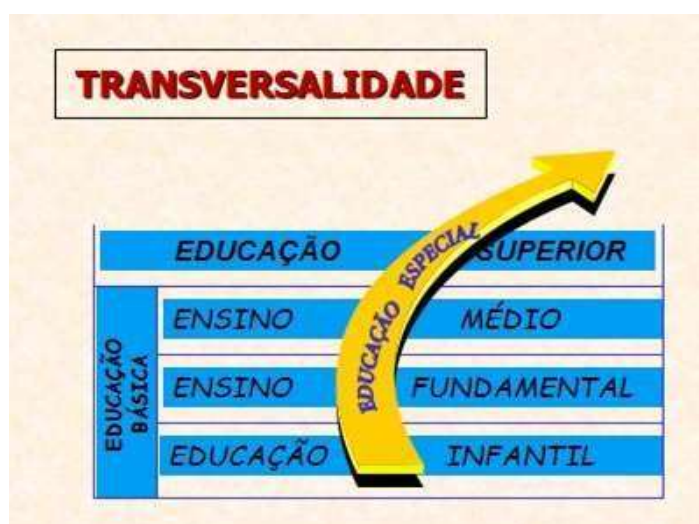 TRANSVERSALIDADE
EDUCAÇÃO SUPERIOR
EDUCAÇÃO ESPECIAL
EDUCAÇÃO
BÁSICA
ENSINO MÉDIO
ENSINO FUNDAMENTAL
EDUCAÇÃO INFANTIL